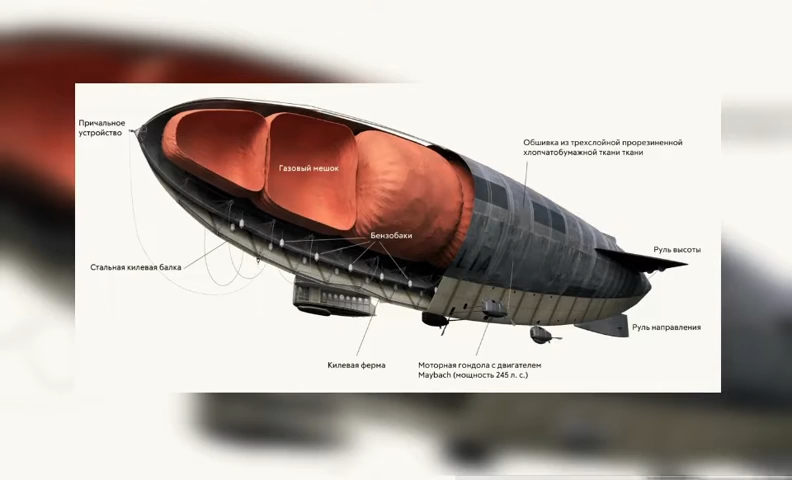 Причальное
устройство
Газовый мешок
Обшивка из трехслойной прорезиненной
хлопчатобумажной ткани ткани
Бензобаки
Руль высоты
Стальная килевая балка
Руль направления
Килевая ферма
Моторная гондола с двигателем
Maybach (мощность 245 л. с.)